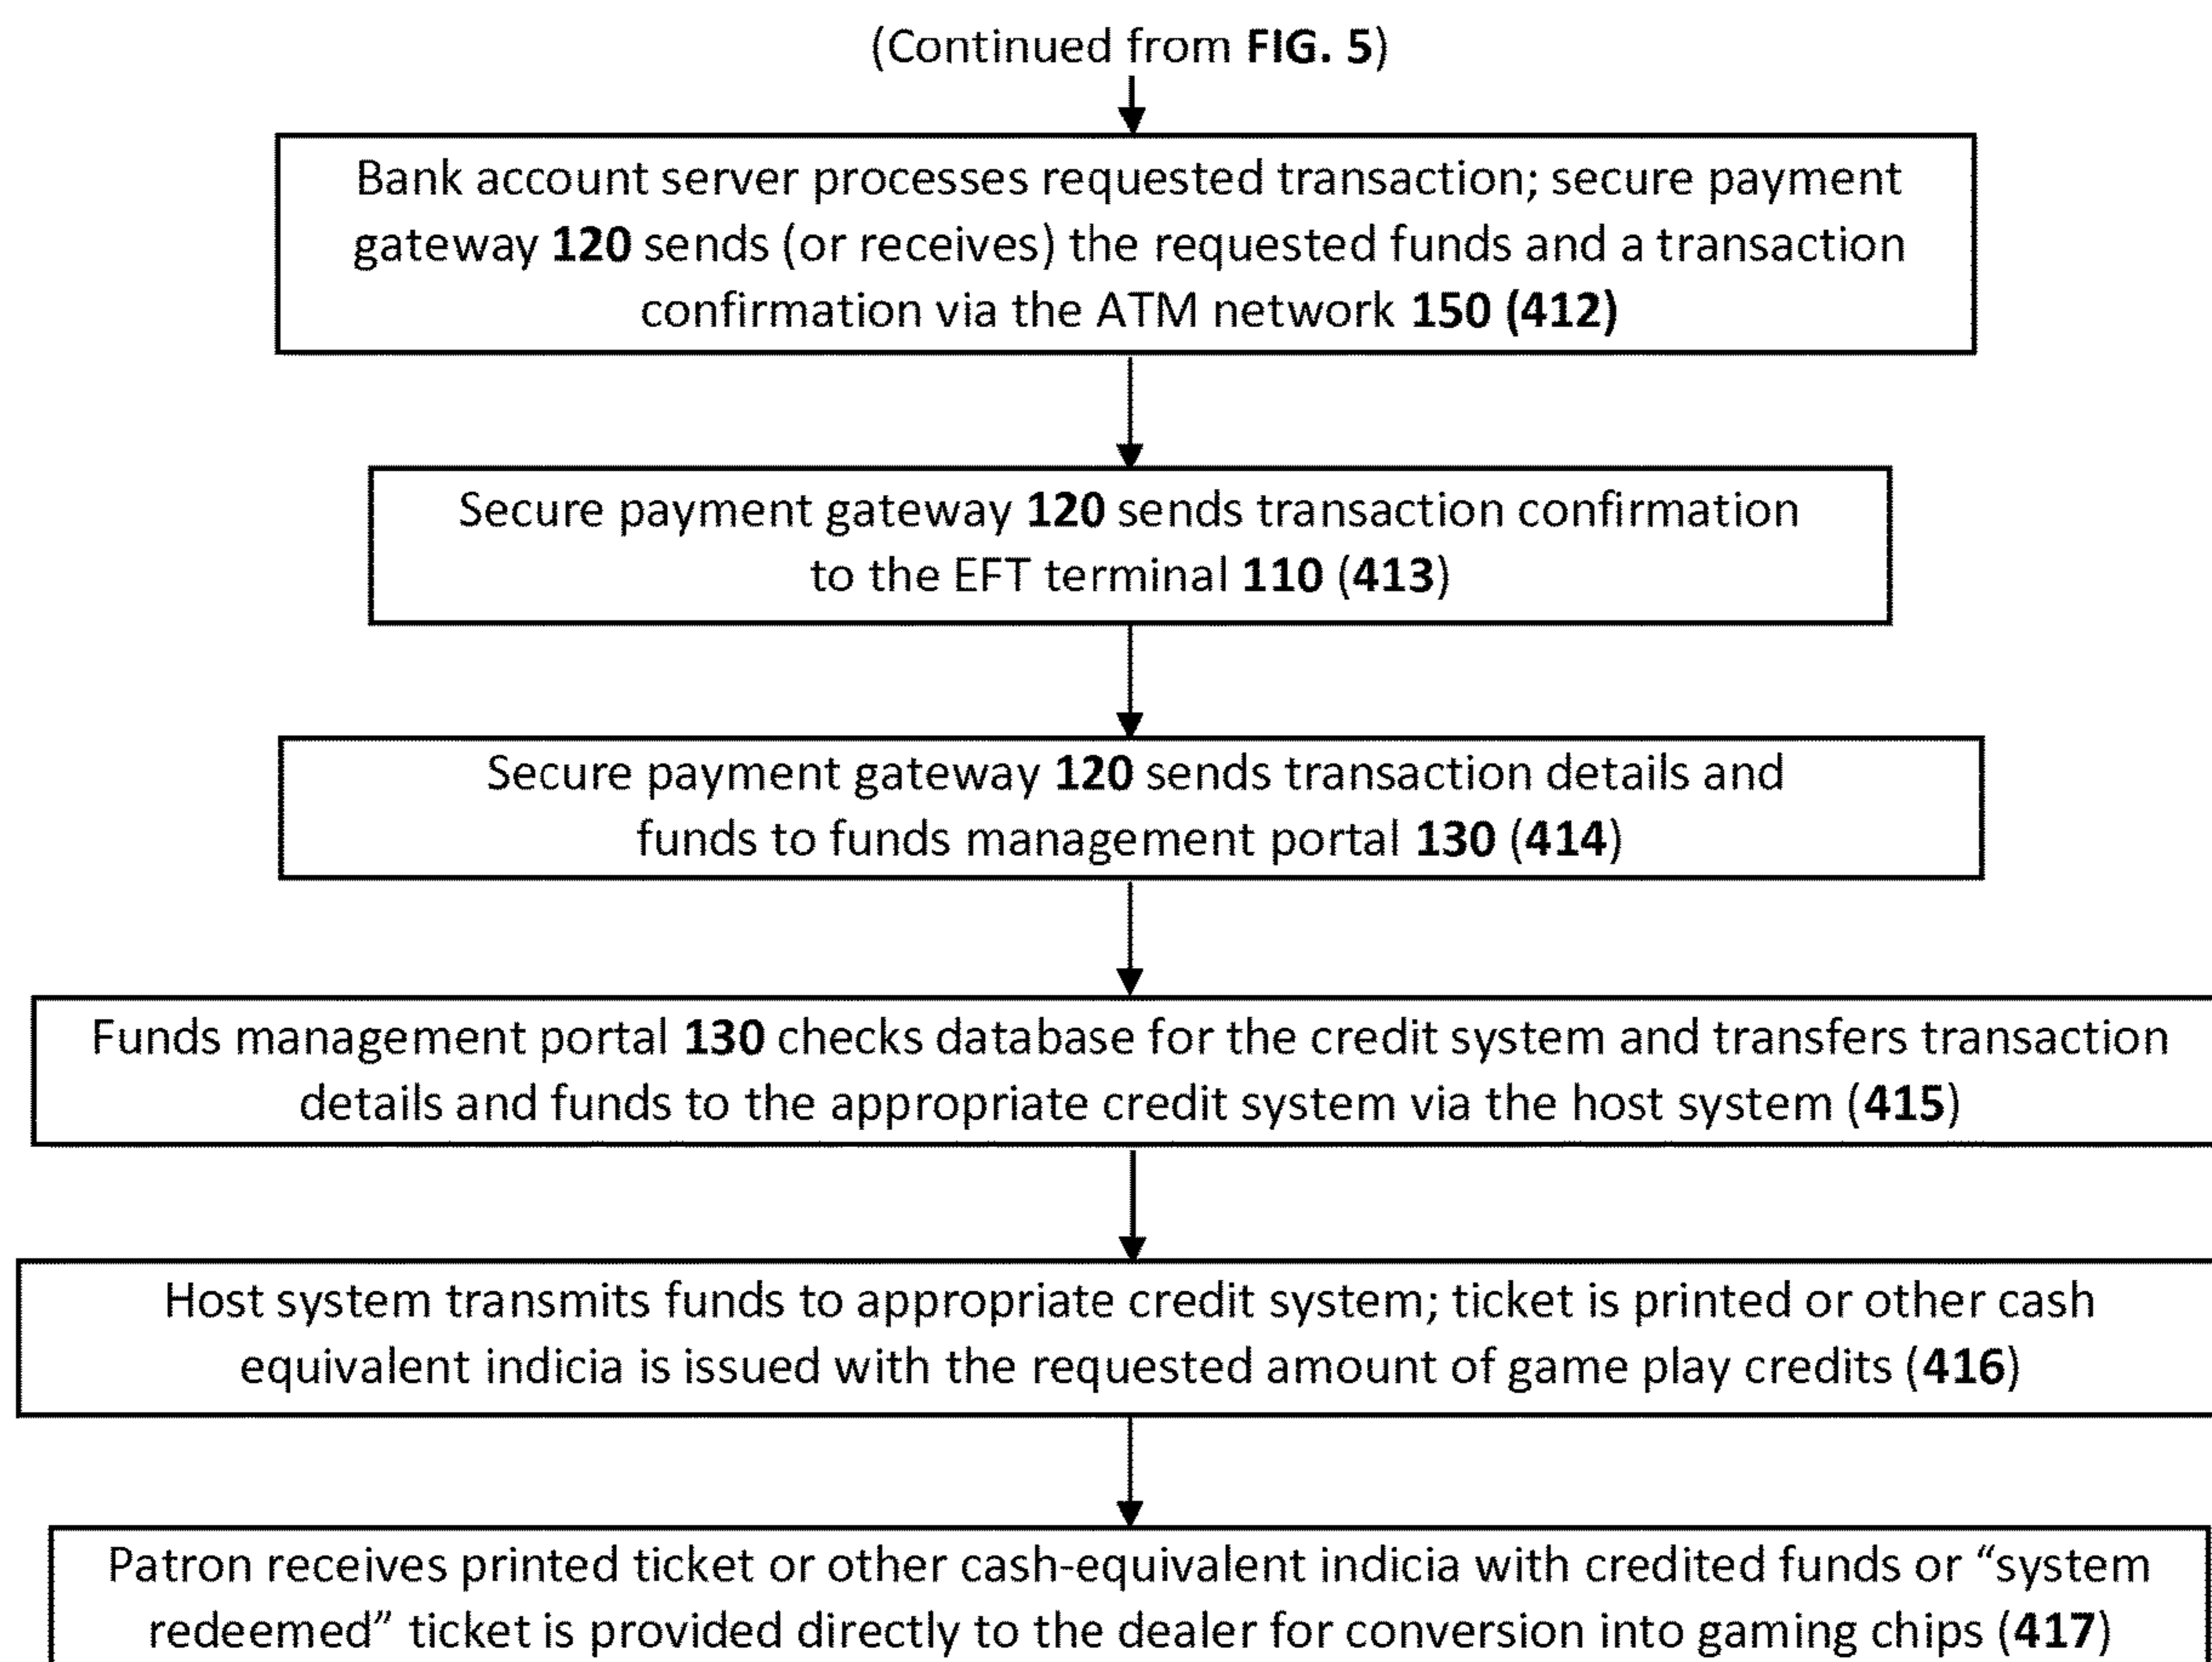 (Continued from FIG. 5)
Bank account server processes requested transaction; secure payment
gateway 120 sends (or receives) the requested funds and a transaction
confirmation via the ATM network 150 (412)
Secure payment gateway 120 sends transaction confirmation
to the EFT terminal 110 (413)
Secure payment gateway 120 sends transaction details and
funds to funds management portal 130 (414)
Funds management portal 130 checks database for the credit system and transfers transaction
details and funds to the appropriate credit system via the host system (415)
Host system transmits funds to appropriate credit system; ticket is printed or other cash
equivalent indicia is issued with the requested amount of game play credits (416)
Patron receives printed ticket or other cash-equivalent indicia with credited funds or “system
redeemed” ticket is provided directly to the dealer for conversion into gaming chips (417)